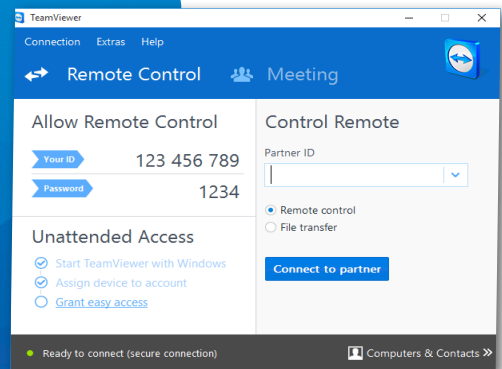 TeamViewer
Connection Extras Help
Remote Control Meeting
Allow Remote Control
Your ID 123 456 789
Password 1234
Unattended Access
Start TeamViewer with Windows
Assign device to account
Grant easy access
Control Remote
Partner ID
Remote control
File transfer
Connect to partner
Ready to connect (secure connection)
Computers & Contacts